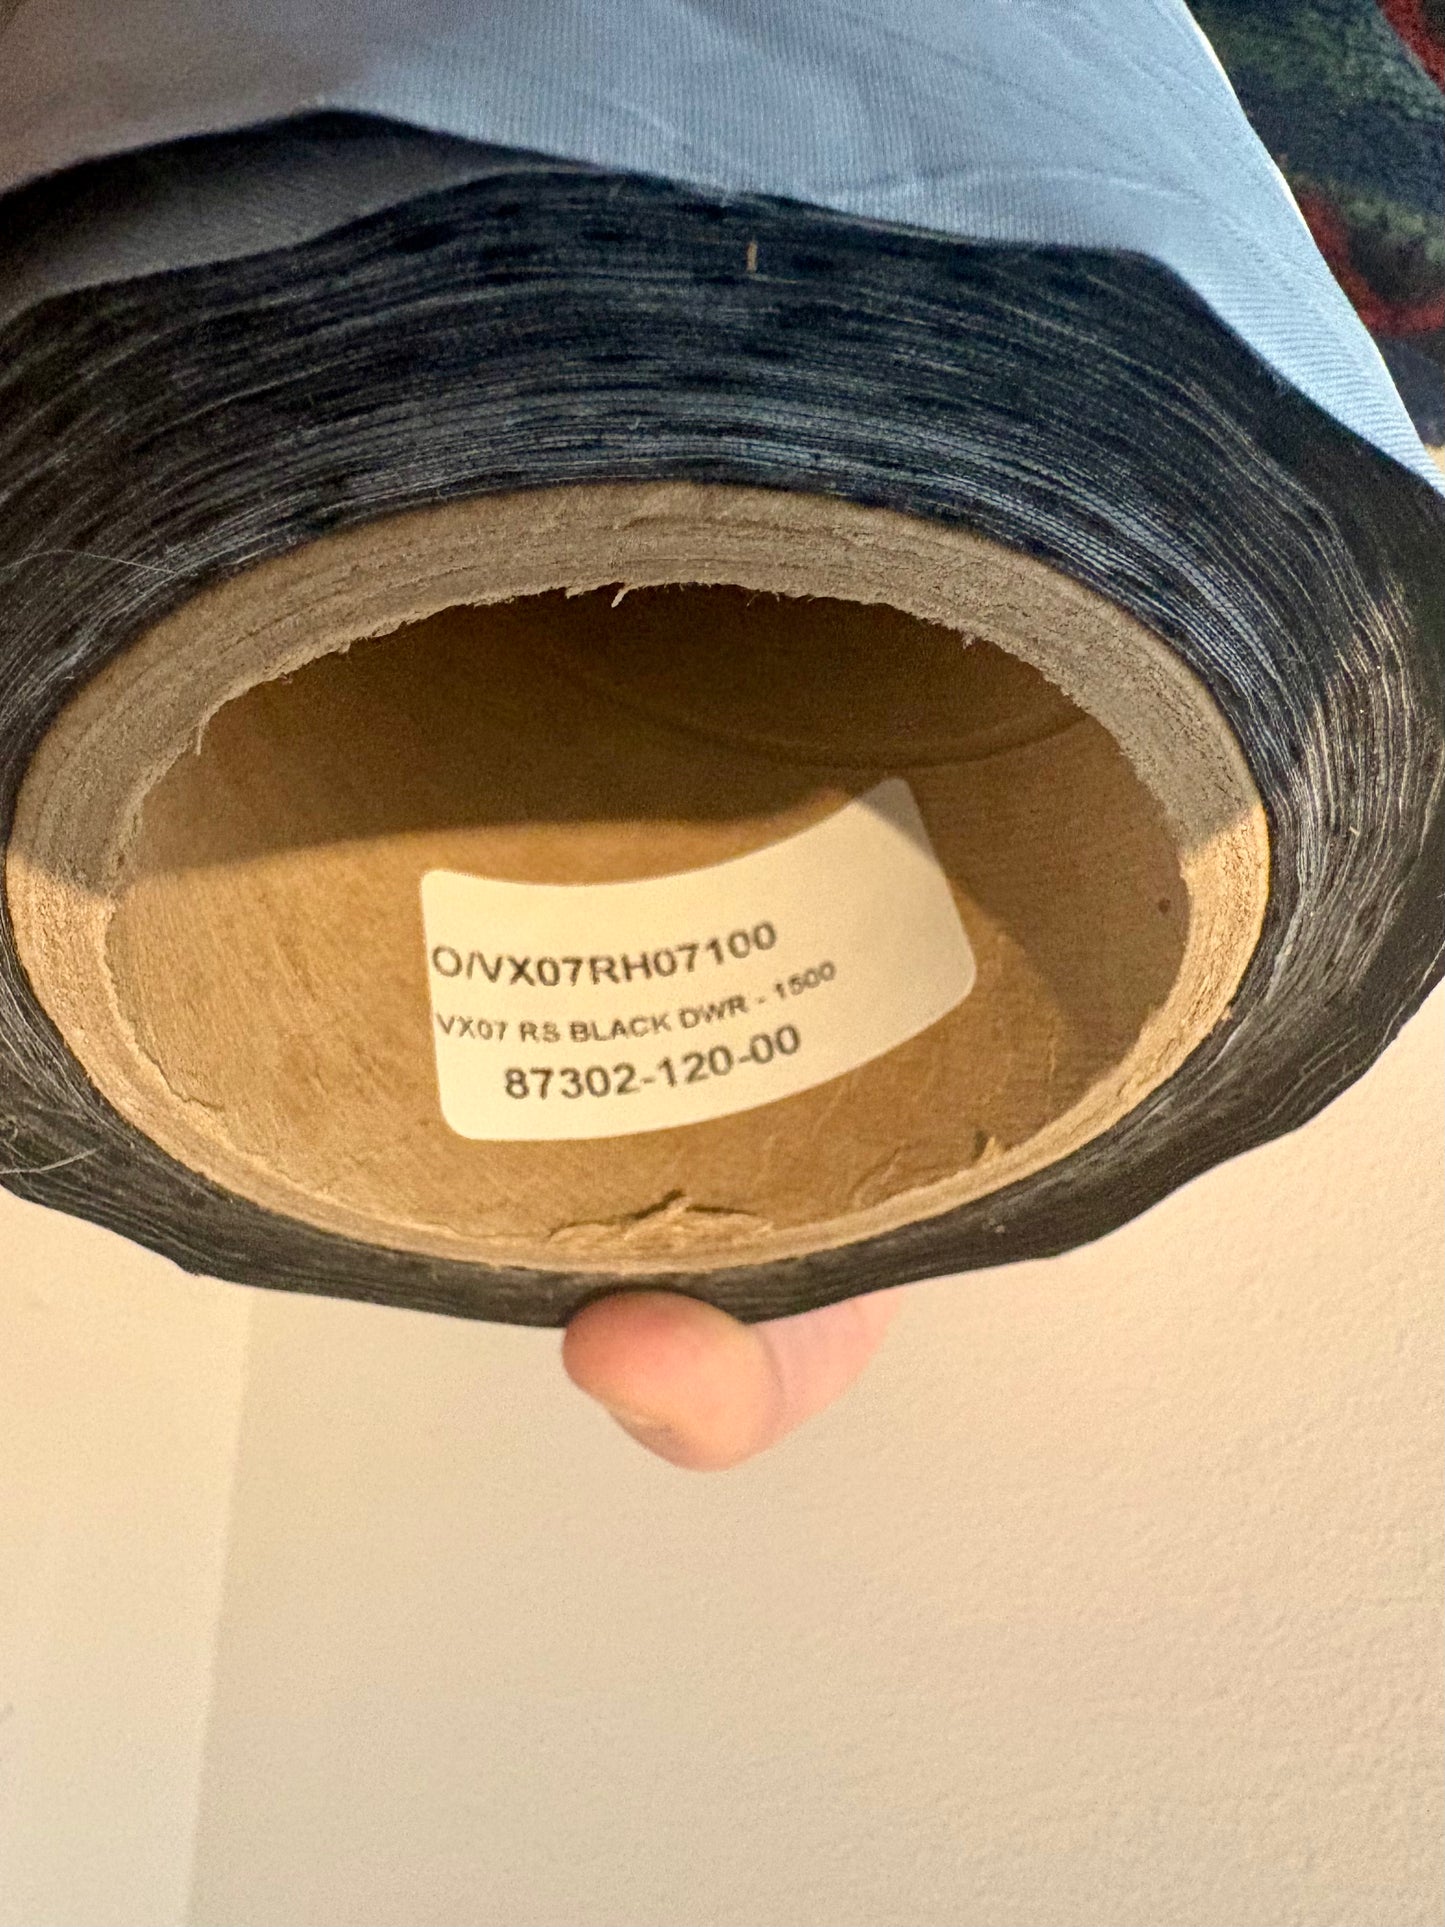 O/VX07RH07100
VX07 RS BLACK DWR - 1500
87302-120-00